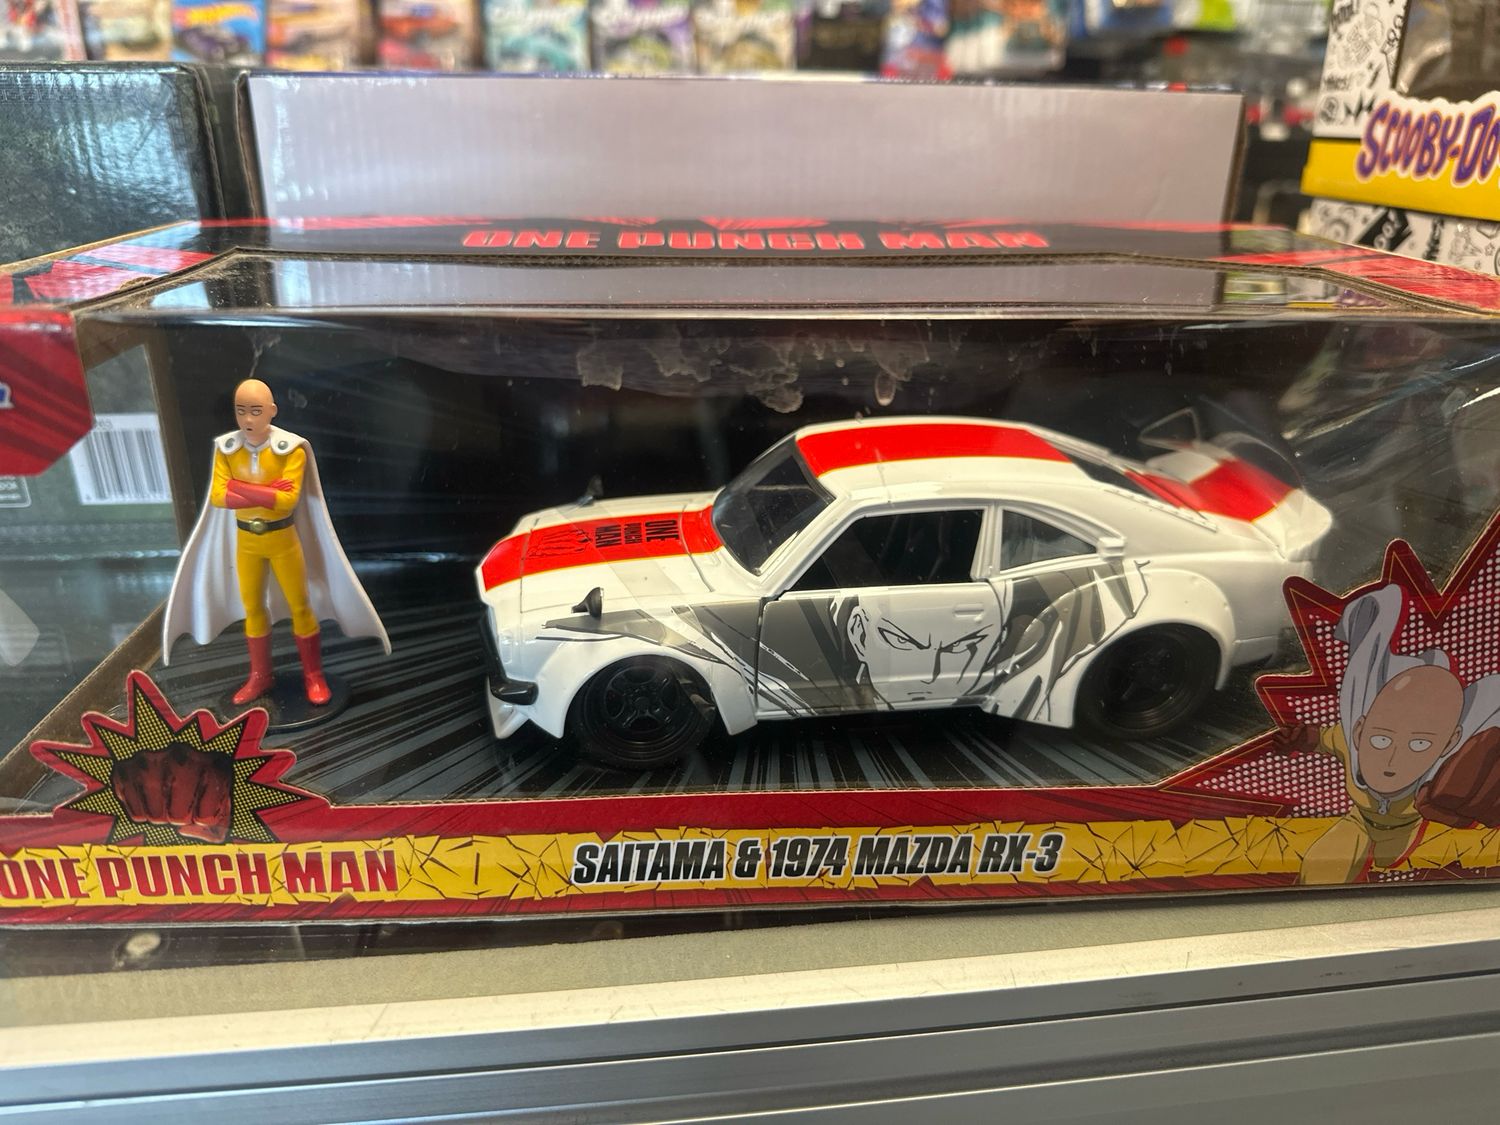 SCOOBY-DO
ONE PUNCH MAN
ONE
PUNCH
MAN
ONE PUNCH MAN
SAITAMA & 1974 MAZDA RX-3